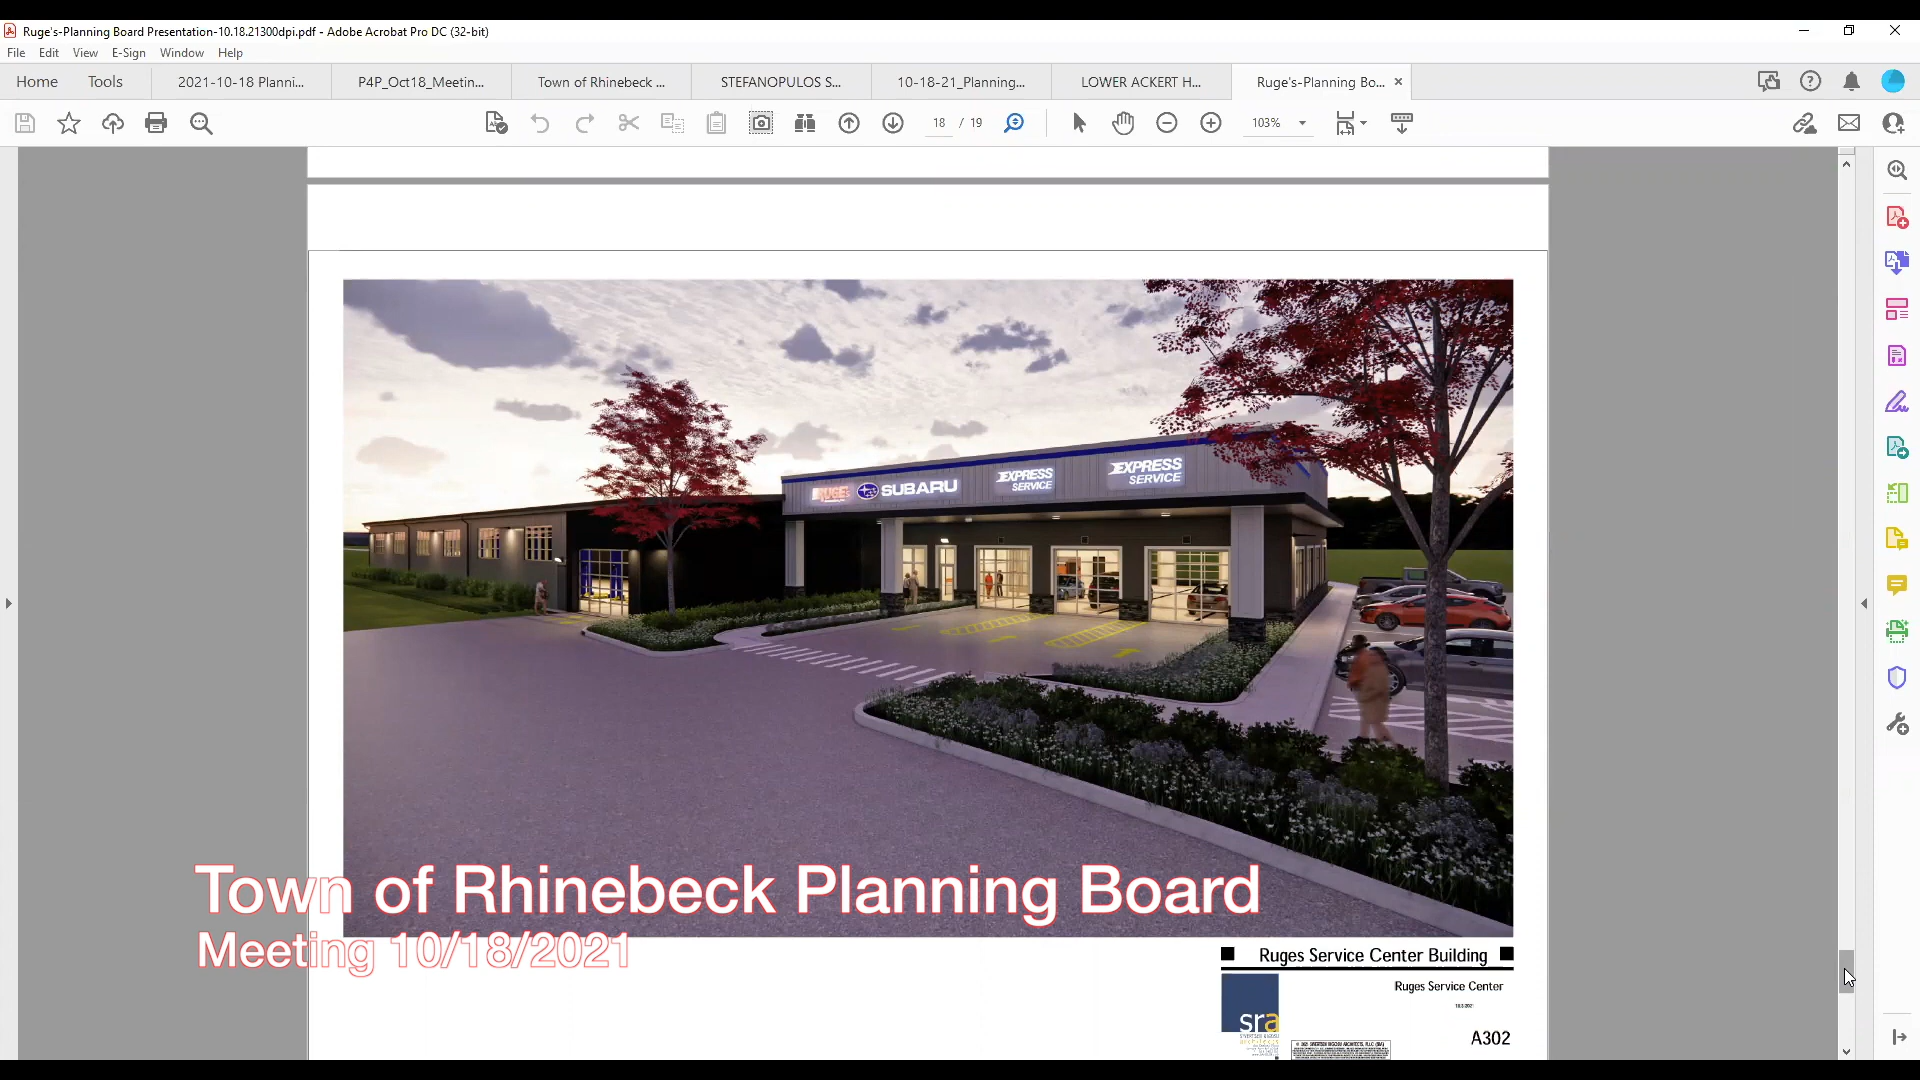 Ruge's-Planning Board Presentation-10.18.21300dpi.pdf - Adobe Acrobat Pro DC (32-bit)
File Edit View E-Sign Window Help
Home Tools 2021-10-18 Planni... P4P_Oct18_Meetin... Town of Rhinebeck ... STEFANOPULOS S... 10-18-21_Planning... LOWER ACKERT H... Ruge's-Planning Bo...
18 / 19 103%
RUGE'S SUBARU EXPRESS SERVICE EXPRESS SERVICE
Town of Rhinebeck Planning Board
Meeting 10/18/2021
Ruges Service Center Building
Ruges Service Center
sra
A302